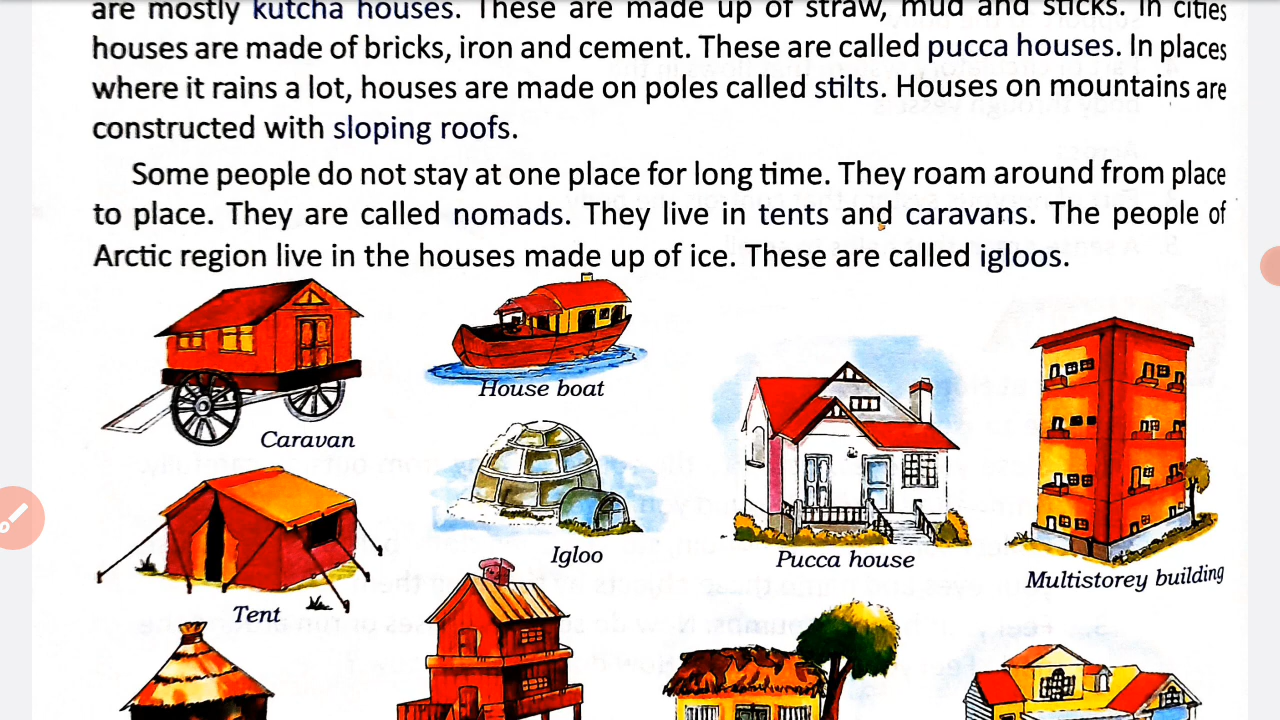 are mostly kutcha houses. These are made up of straw, mud and sticks. In cities
houses are made of bricks, iron and cement. These are called pucca houses. In places
where it rains a lot, houses are made on poles called stilts. Houses on mountains are
constructed with sloping roofs.
Some people do not stay at one place for long time. They roam around from place
to place. They are called nomads. They live in tents and caravans. The people of
Arctic region live in the houses made up of ice. These are called igloos.
House boat
Caravan
Igloo
Pucca house
Multistorey building
Tent